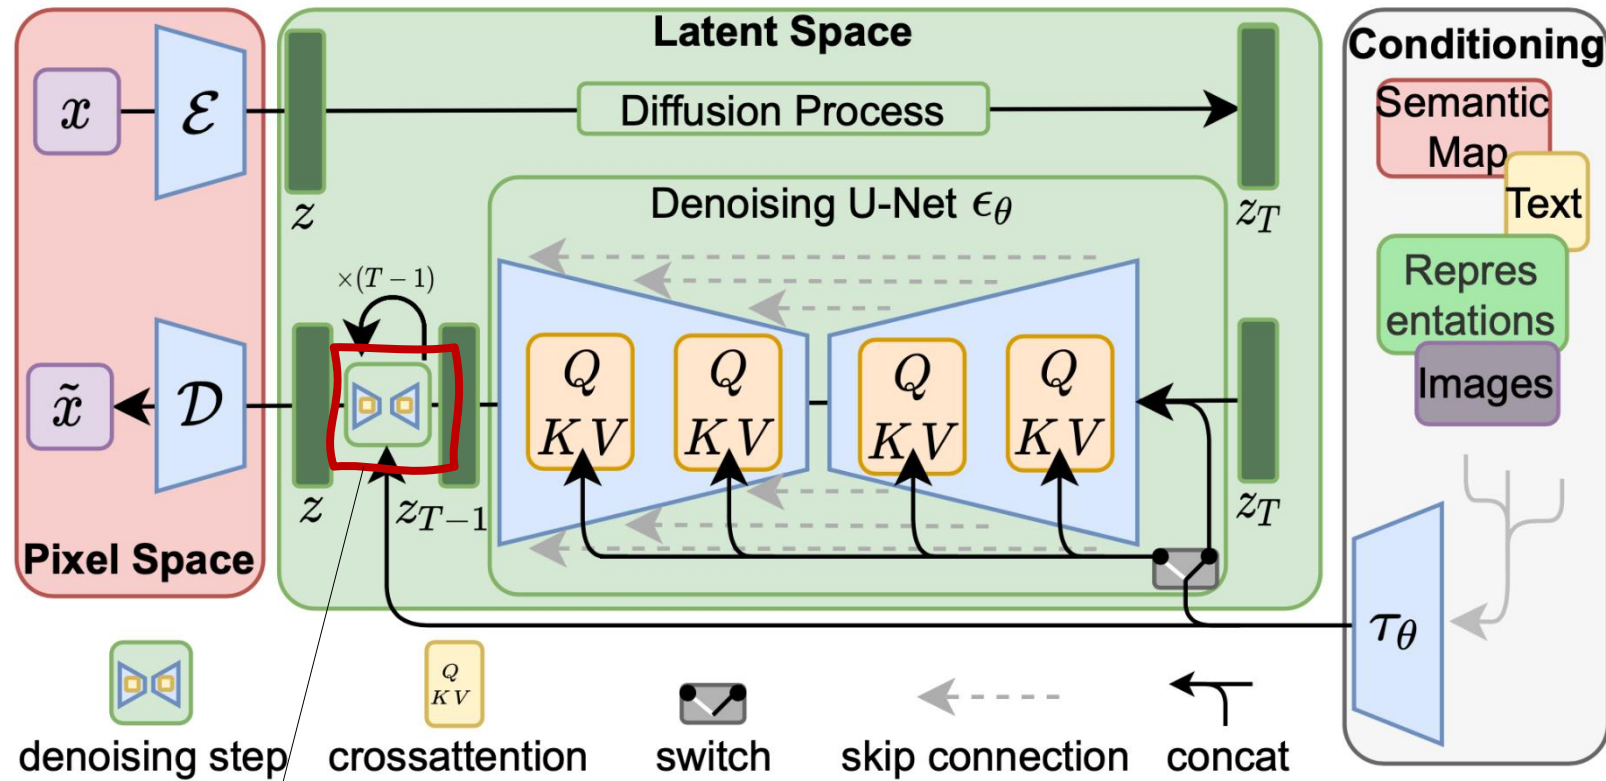 Latent Space
Conditioning
x
ℰ
Diffusion Process
z
z_T
Semantic
Map
Text
Repres
entations
Images
Denoising U-Net ϵ_θ
×(T − 1)
Q
K V
Q
K V
Q
K V
Q
K V
x̃
𝒟
z
z_{T−1}
z_T
Pixel Space
τ_θ
Q
K V
denoising step
crossattention
switch
skip connection
concat